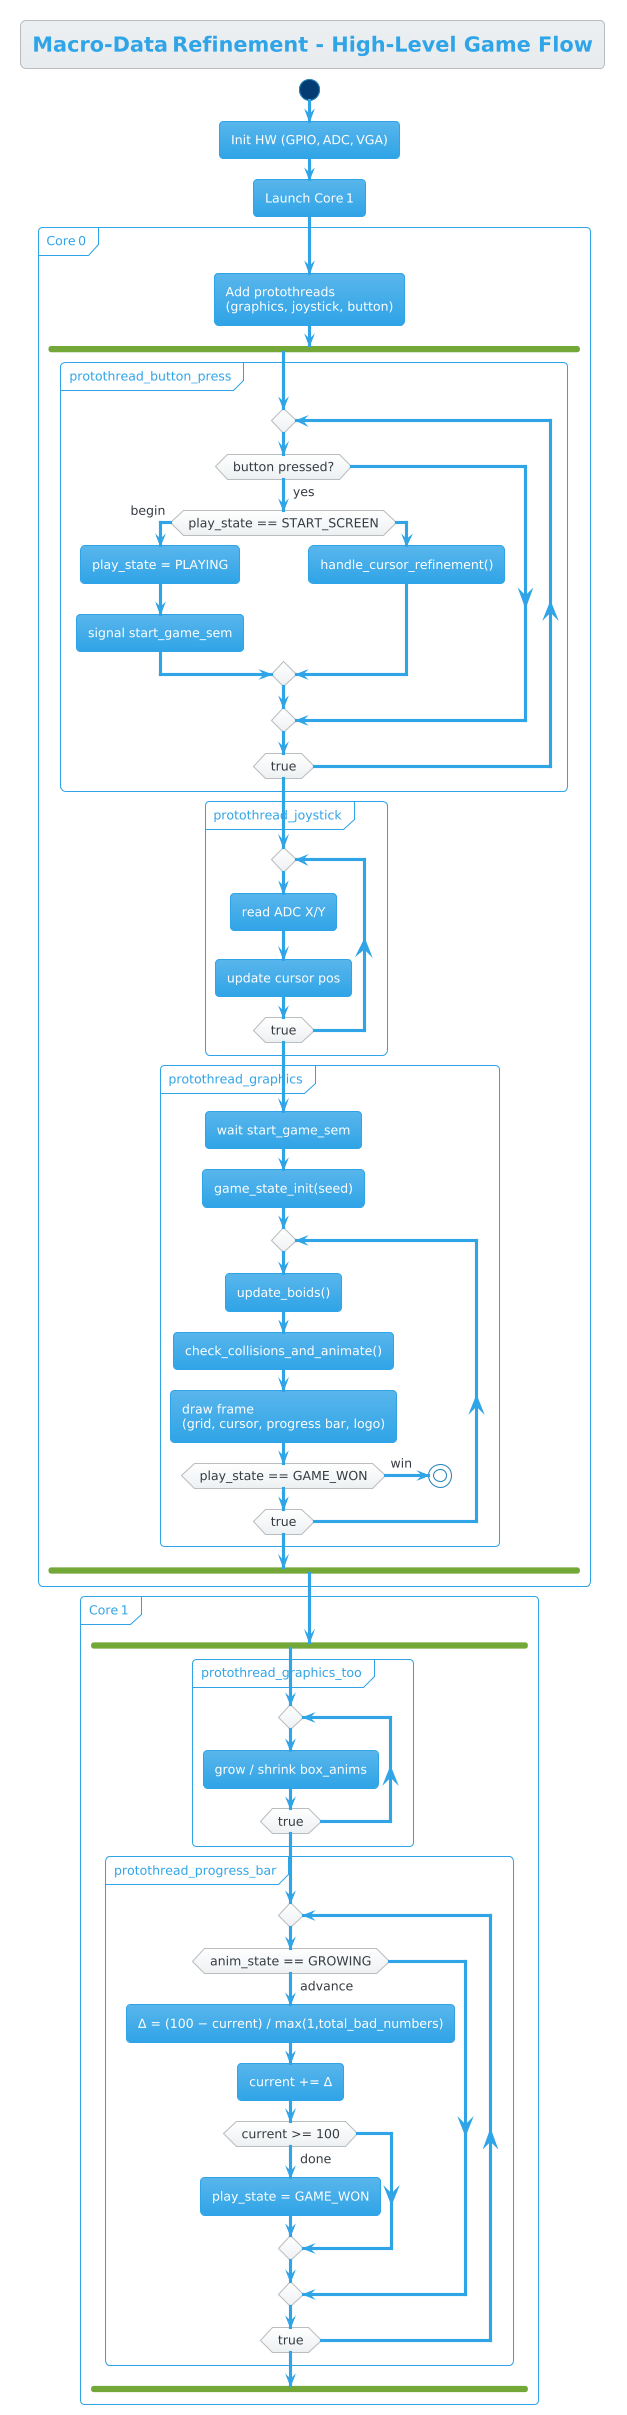 Macro-Data Refinement - High-Level Game Flow
Init HW (GPIO, ADC, VGA)
Launch Core 1
Core 0
Add protothreads
(graphics, joystick, button)
protothread_button_press
button pressed?
yes
begin
play_state == START_SCREEN
play_state = PLAYING
handle_cursor_refinement()
signal start_game_sem
true
protothread_joystick
read ADC X/Y
update cursor pos
true
protothread_graphics
wait start_game_sem
game_state_init(seed)
update_boids()
check_collisions_and_animate()
draw frame
(grid, cursor, progress bar, logo)
win
play_state == GAME_WON
true
Core 1
protothread_graphics_too
grow / shrink box_anims
true
protothread_progress_bar
anim_state == GROWING
advance
Δ = (100 − current) / max(1,total_bad_numbers)
current += Δ
current >= 100
done
play_state = GAME_WON
true